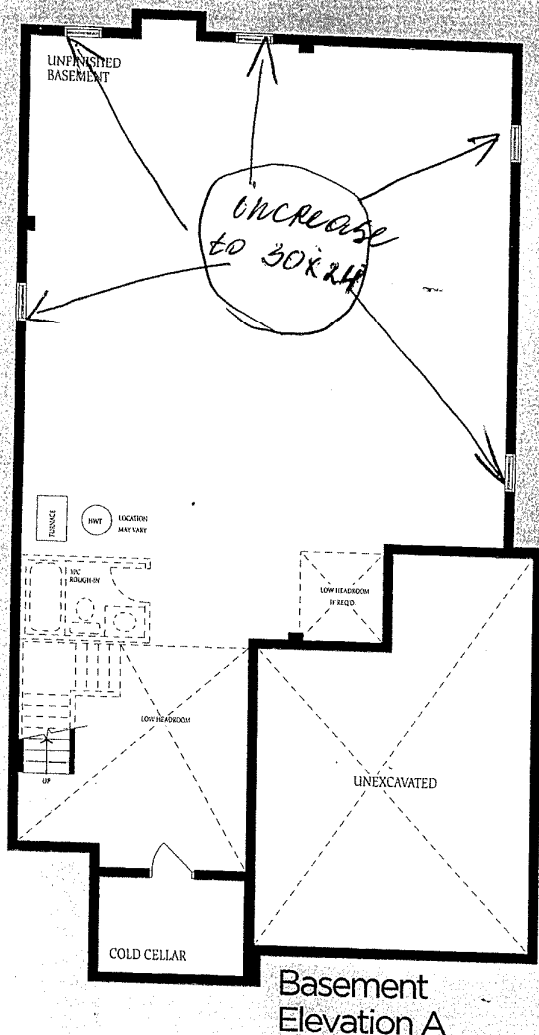 UNFINISHED
BASEMENT
increase
to 30x24
FURNACE
HWT
LOCATION
MAY VARY
3PC
ROUGH-IN
LOW HEADROOM
IF REQ'D
LOW HEADROOM
UP
UNEXCAVATED
COLD CELLAR
Basement
Elevation A